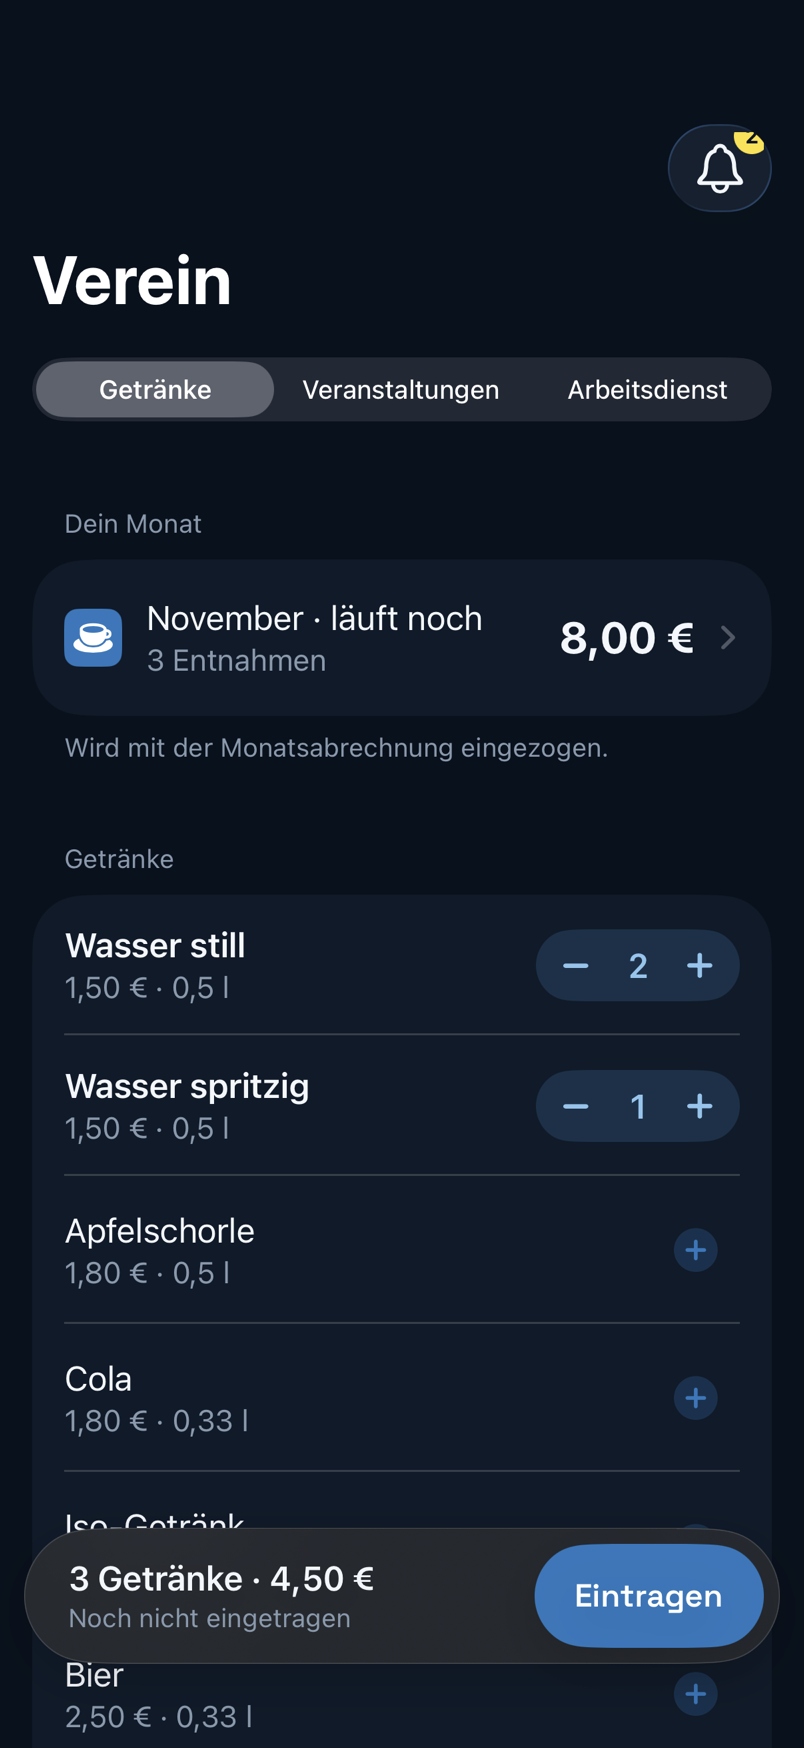 2
Verein
Getränke
Veranstaltungen
Arbeitsdienst
Dein Monat
November · läuft noch
8,00 €
3 Entnahmen
Wird mit der Monatsabrechnung eingezogen.
Getränke
Wasser still
1,50 € · 0,5 l
− 2 +
Wasser spritzig
1,50 € · 0,5 l
− 1 +
Apfelschorle
1,80 € · 0,5 l
+
Cola
1,80 € · 0,33 l
+
Iso-Getränk
3 Getränke · 4,50 €
Noch nicht eingetragen
Eintragen
Bier
2,50 € · 0,33 l
+